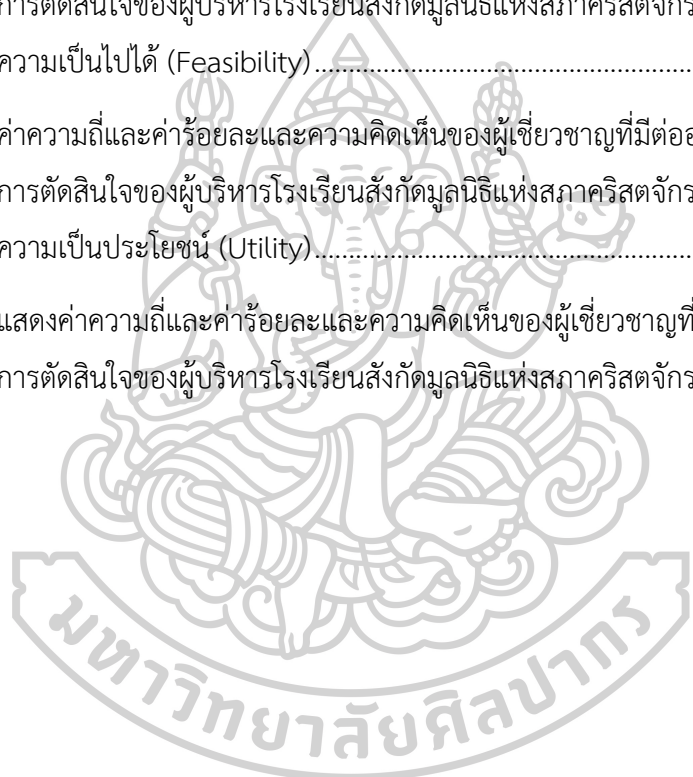 การตัดสินใจของผู้บริหารโรงเรียนสังกัดมูลนิธิแห่งสภาคริสตจักร
ความเป็นไปได้ (Feasibility)........................................................
ค่าความถี่และค่าร้อยละและความคิดเห็นของผู้เชี่ยวชาญที่มีต่อ
การตัดสินใจของผู้บริหารโรงเรียนสังกัดมูลนิธิแห่งสภาคริสตจักร
ความเป็นประโยชน์ (Utility)........................................................
แสดงค่าความถี่และค่าร้อยละและความคิดเห็นของผู้เชี่ยวชาญที่
การตัดสินใจของผู้บริหารโรงเรียนสังกัดมูลนิธิแห่งสภาคริสตจักร
มหาวิทยาลัยศิลปากร